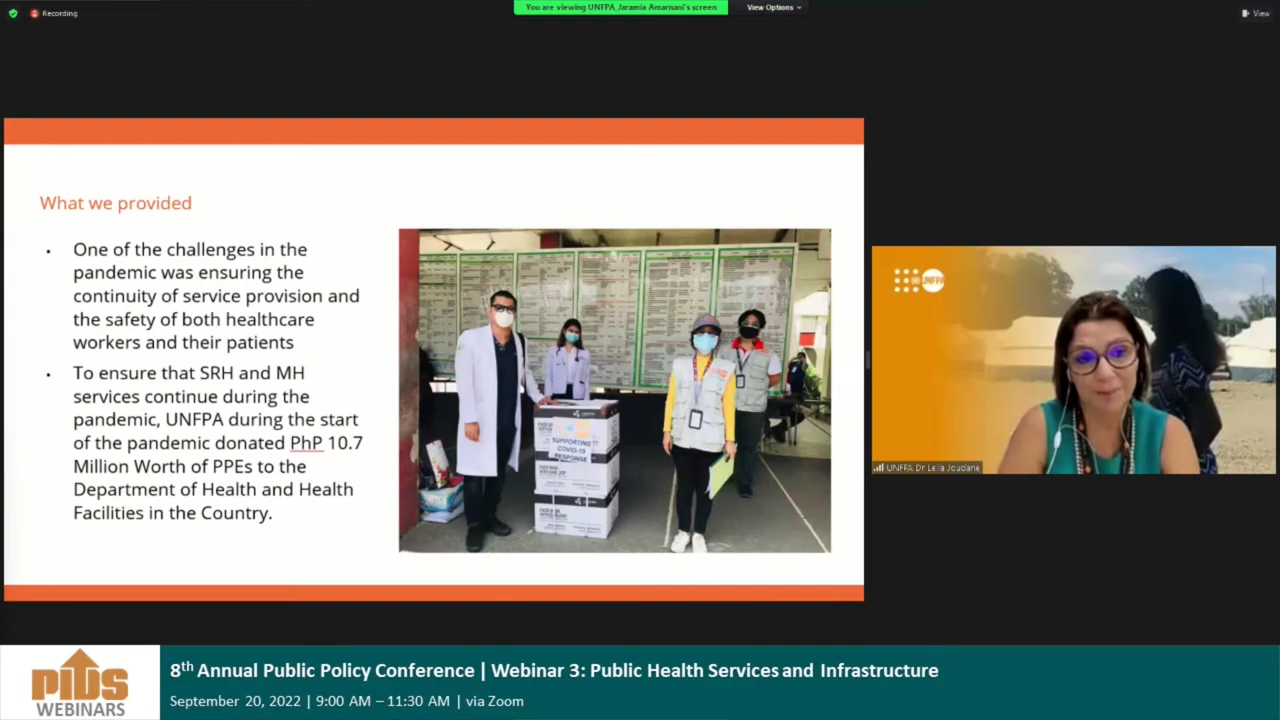 Recording
You are viewing UNFPA_Jaramia Amarnani's screen
View Options
View
What we provided
• One of the challenges in the
pandemic was ensuring the
continuity of service provision and
the safety of both healthcare
workers and their patients
• To ensure that SRH and MH
services continue during the
pandemic, UNFPA during the start
of the pandemic donated PhP 10.7
Million Worth of PPEs to the
Department of Health and Health
Facilities in the Country.
SUPPORTING
COVID-19
RESPONSE
UNFPA
UNFPA Dr Leila Joudane
PIDS
WEBINARS
8th Annual Public Policy Conference | Webinar 3: Public Health Services and Infrastructure
September 20, 2022 | 9:00 AM – 11:30 AM | via Zoom